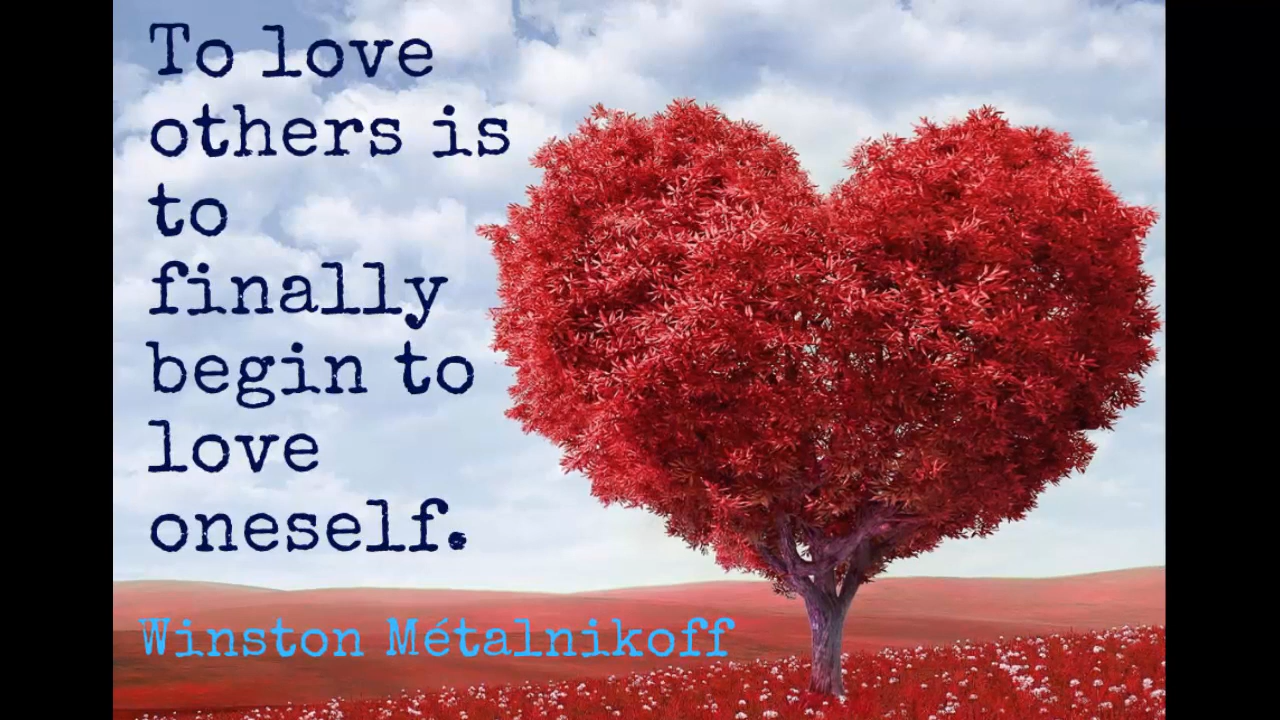 To love
others is
to
finally
begin to
love
oneself.
Winston Métalnikoff